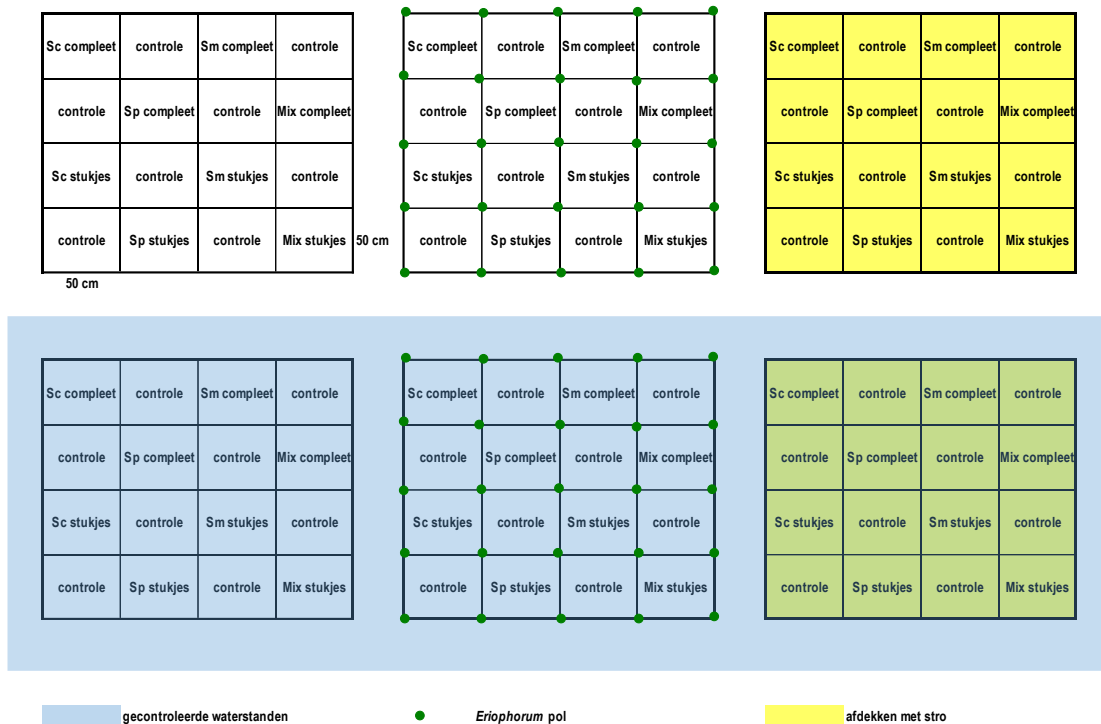 Sc compleet controle Sm compleet controle Sc compleet controle Sm compleet controle Sc compleet controle Sm compleet controle
controle Sp compleet controle Mix compleet controle Sp compleet controle Mix compleet controle Sp compleet controle Mix compleet
Sc stukjes controle Sm stukjes controle Sc stukjes controle Sm stukjes controle Sc stukjes controle Sm stukjes controle
controle Sp stukjes controle Mix stukjes 50 cm controle Sp stukjes controle Mix stukjes controle Sp stukjes controle Mix stukjes
50 cm
Sc compleet controle Sm compleet controle Sc compleet controle Sm compleet controle Sc compleet controle Sm compleet controle
controle Sp compleet controle Mix compleet controle Sp compleet controle Mix compleet controle Sp compleet controle Mix compleet
Sc stukjes controle Sm stukjes controle Sc stukjes controle Sm stukjes controle Sc stukjes controle Sm stukjes controle
controle Sp stukjes controle Mix stukjes controle Sp stukjes controle Mix stukjes controle Sp stukjes controle Mix stukjes
gecontroleerde waterstanden Eriophorum pol afdekken met stro